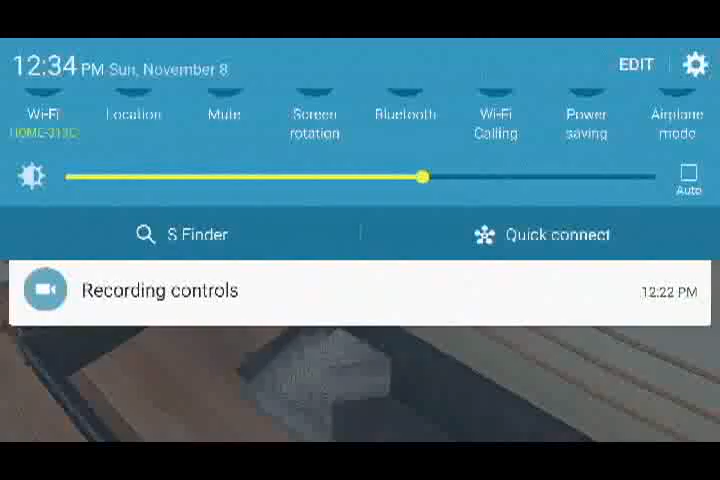 12:34 PM Sun, November 8 EDIT
Wi-Fi Location Mute Screen rotation Bluetooth Wi-Fi Calling Power saving Airplane mode
Auto
S Finder Quick connect
Recording controls 12:22 PM